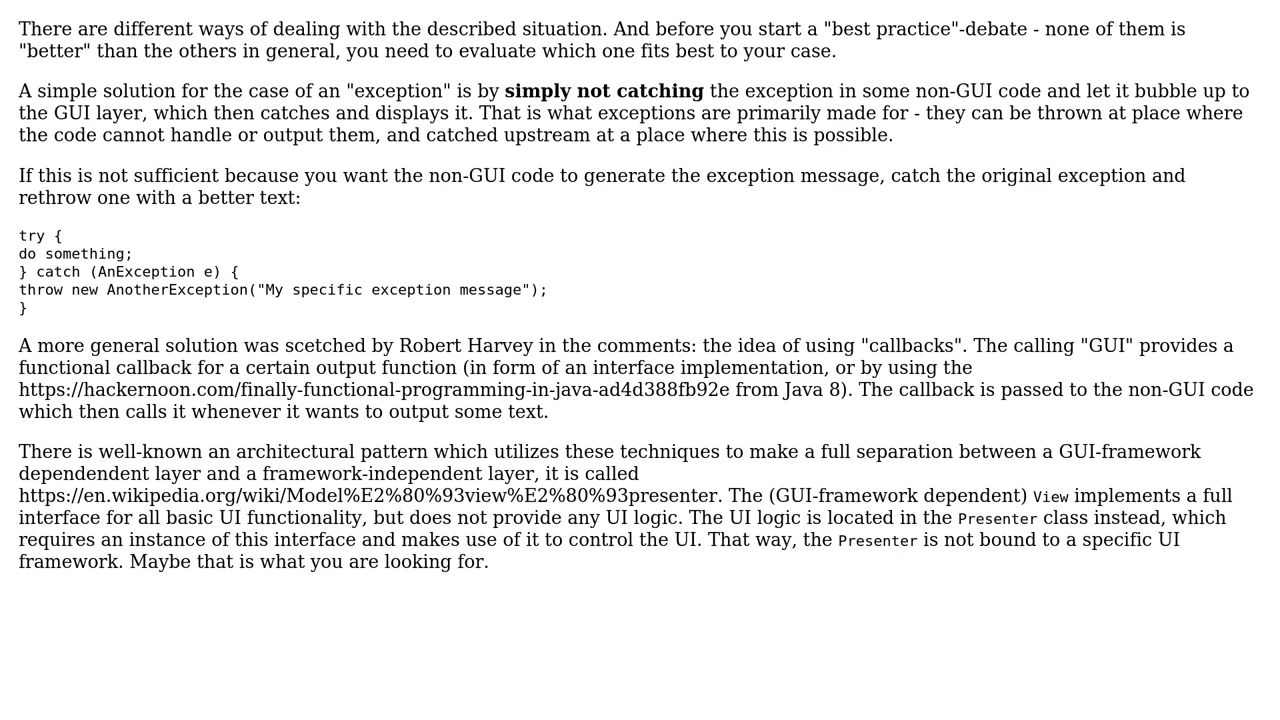 There are different ways of dealing with the described situation. And before you start a "best practice"-debate - none of them is
"better" than the others in general, you need to evaluate which one fits best to your case.
A simple solution for the case of an "exception" is by simply not catching the exception in some non-GUI code and let it bubble up to
the GUI layer, which then catches and displays it. That is what exceptions are primarily made for - they can be thrown at place where
the code cannot handle or output them, and catched upstream at a place where this is possible.
If this is not sufficient because you want the non-GUI code to generate the exception message, catch the original exception and
rethrow one with a better text:
try {
do something;
} catch (AnException e) {
throw new AnotherException("My specific exception message");
}
A more general solution was scetched by Robert Harvey in the comments: the idea of using "callbacks". The calling "GUI" provides a
functional callback for a certain output function (in form of an interface implementation, or by using the
https://hackernoon.com/finally-functional-programming-in-java-ad4d388fb92e from Java 8). The callback is passed to the non-GUI code
which then calls it whenever it wants to output some text.
There is well-known an architectural pattern which utilizes these techniques to make a full separation between a GUI-framework
dependendent layer and a framework-independent layer, it is called
https://en.wikipedia.org/wiki/Model%E2%80%93view%E2%80%93presenter. The (GUI-framework dependent) View implements a full
interface for all basic UI functionality, but does not provide any UI logic. The UI logic is located in the Presenter class instead, which
requires an instance of this interface and makes use of it to control the UI. That way, the Presenter is not bound to a specific UI
framework. Maybe that is what you are looking for.